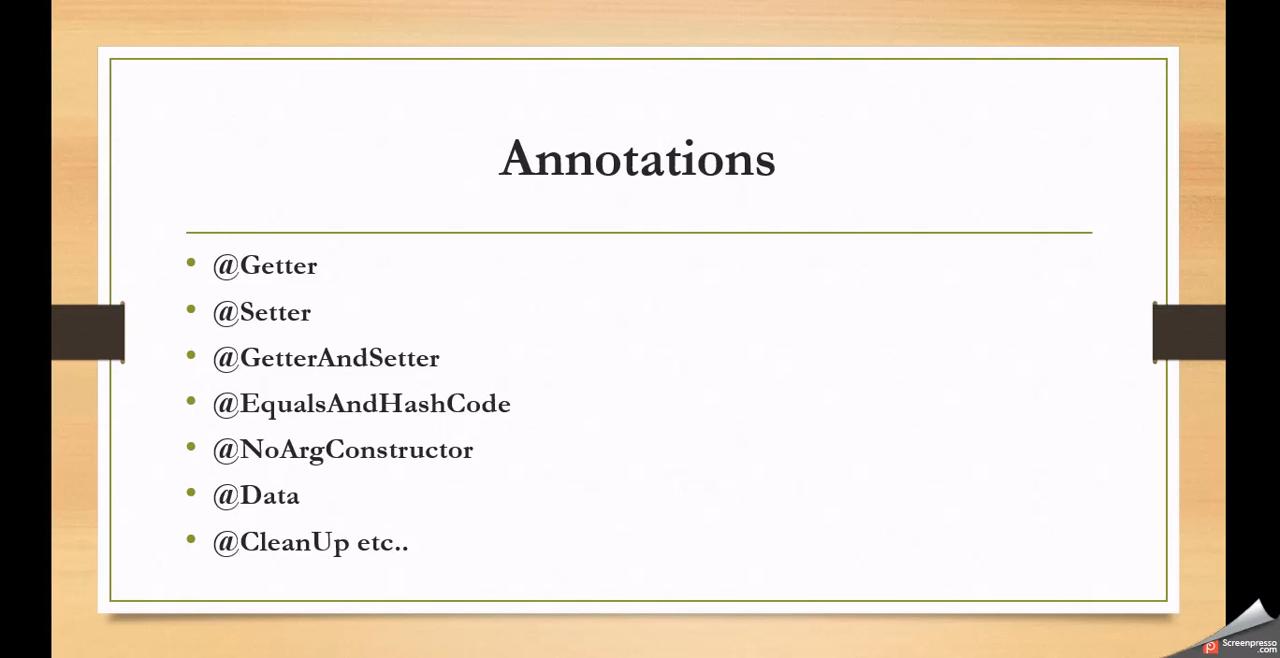 Annotations
@Getter
@Setter
@GetterAndSetter
@EqualsAndHashCode
@NoArgConstructor
@Data
@CleanUp etc..
Screenpresso
.com